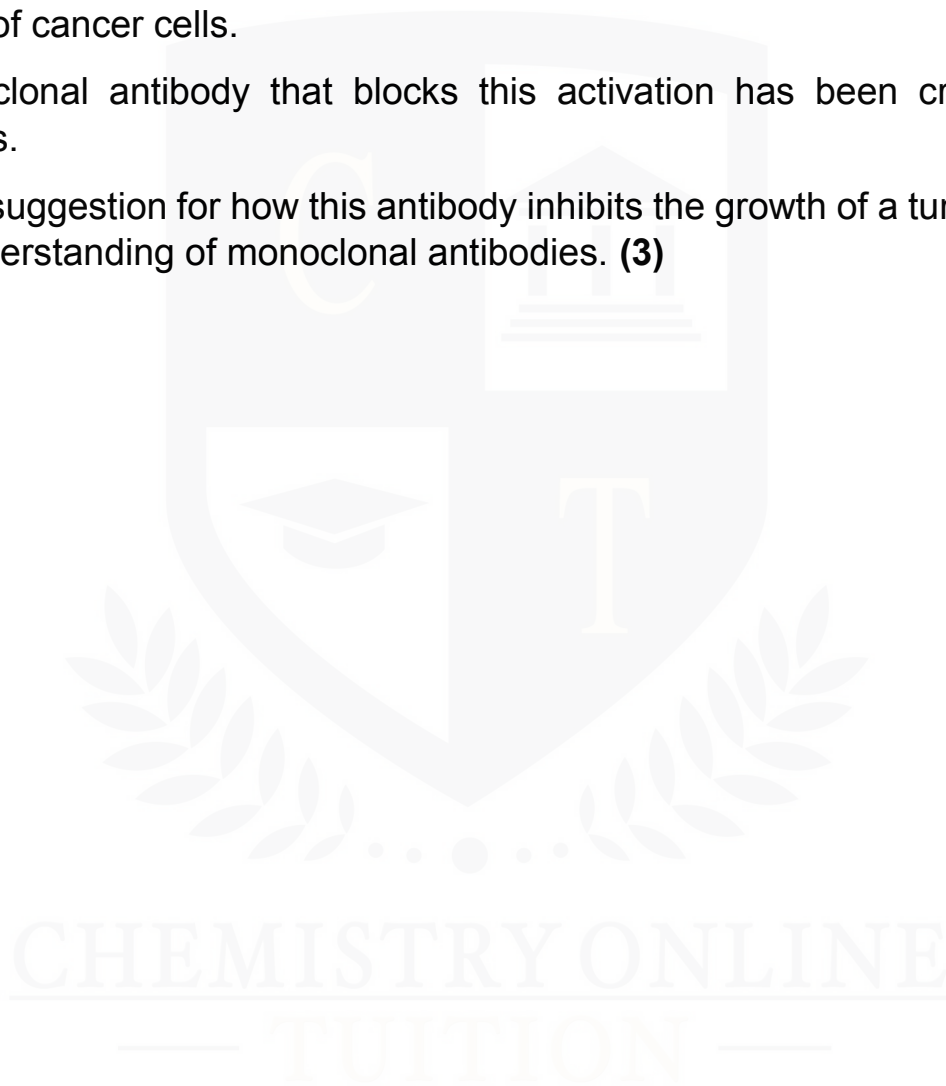 of cancer cells.
clonal antibody that blocks this activation has been cr
s.
suggestion for how this antibody inhibits the growth of a tu
erstanding of monoclonal antibodies. (3)
C
T
CHEMISTRY ONLINE
TUITION